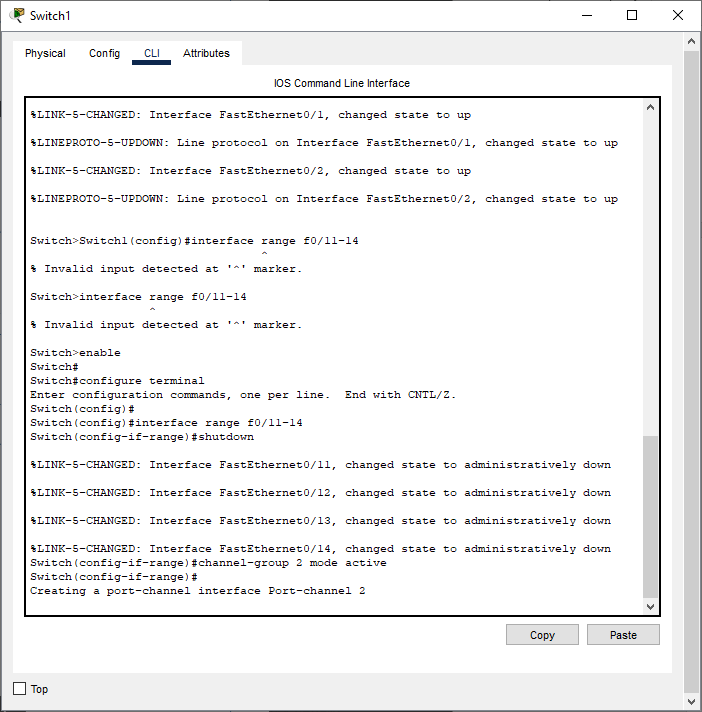 Switch1
Physical Config CLI Attributes
IOS Command Line Interface
%LINK-5-CHANGED: Interface FastEthernet0/1, changed state to up
%LINEPROTO-5-UPDOWN: Line protocol on Interface FastEthernet0/1, changed state to up
%LINK-5-CHANGED: Interface FastEthernet0/2, changed state to up
%LINEPROTO-5-UPDOWN: Line protocol on Interface FastEthernet0/2, changed state to up
Switch>Switch1(config)#interface range f0/11-14
^
% Invalid input detected at '^' marker.
Switch>interface range f0/11-14
^
% Invalid input detected at '^' marker.
Switch>enable
Switch#
Switch#configure terminal
Enter configuration commands, one per line.  End with CNTL/Z.
Switch(config)#
Switch(config)#interface range f0/11-14
Switch(config-if-range)#shutdown
%LINK-5-CHANGED: Interface FastEthernet0/11, changed state to administratively down
%LINK-5-CHANGED: Interface FastEthernet0/12, changed state to administratively down
%LINK-5-CHANGED: Interface FastEthernet0/13, changed state to administratively down
%LINK-5-CHANGED: Interface FastEthernet0/14, changed state to administratively down
Switch(config-if-range)#channel-group 2 mode active
Switch(config-if-range)#
Creating a port-channel interface Port-channel 2
Copy Paste
Top